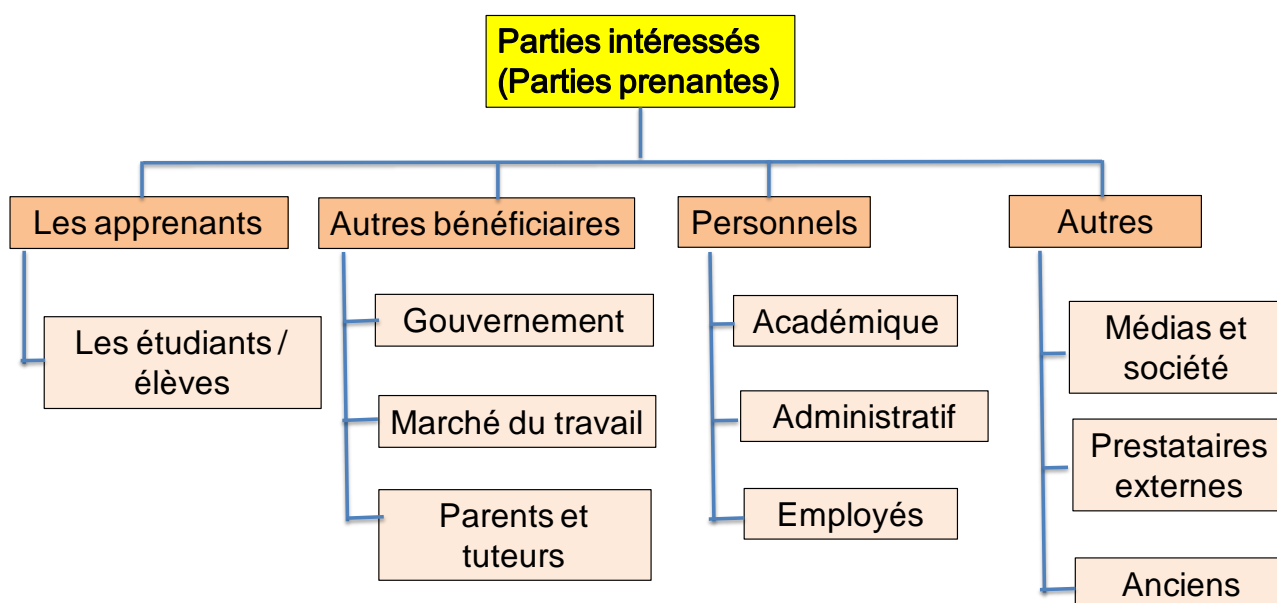 Parties intéressés
(Parties prenantes)
Les apprenants
Autres bénéficiaires
Personnels
Autres
Les étudiants /
élèves
Gouvernement
Marché du travail
Parents et
tuteurs
Académique
Administratif
Employés
Médias et
société
Prestataires
externes
Anciens